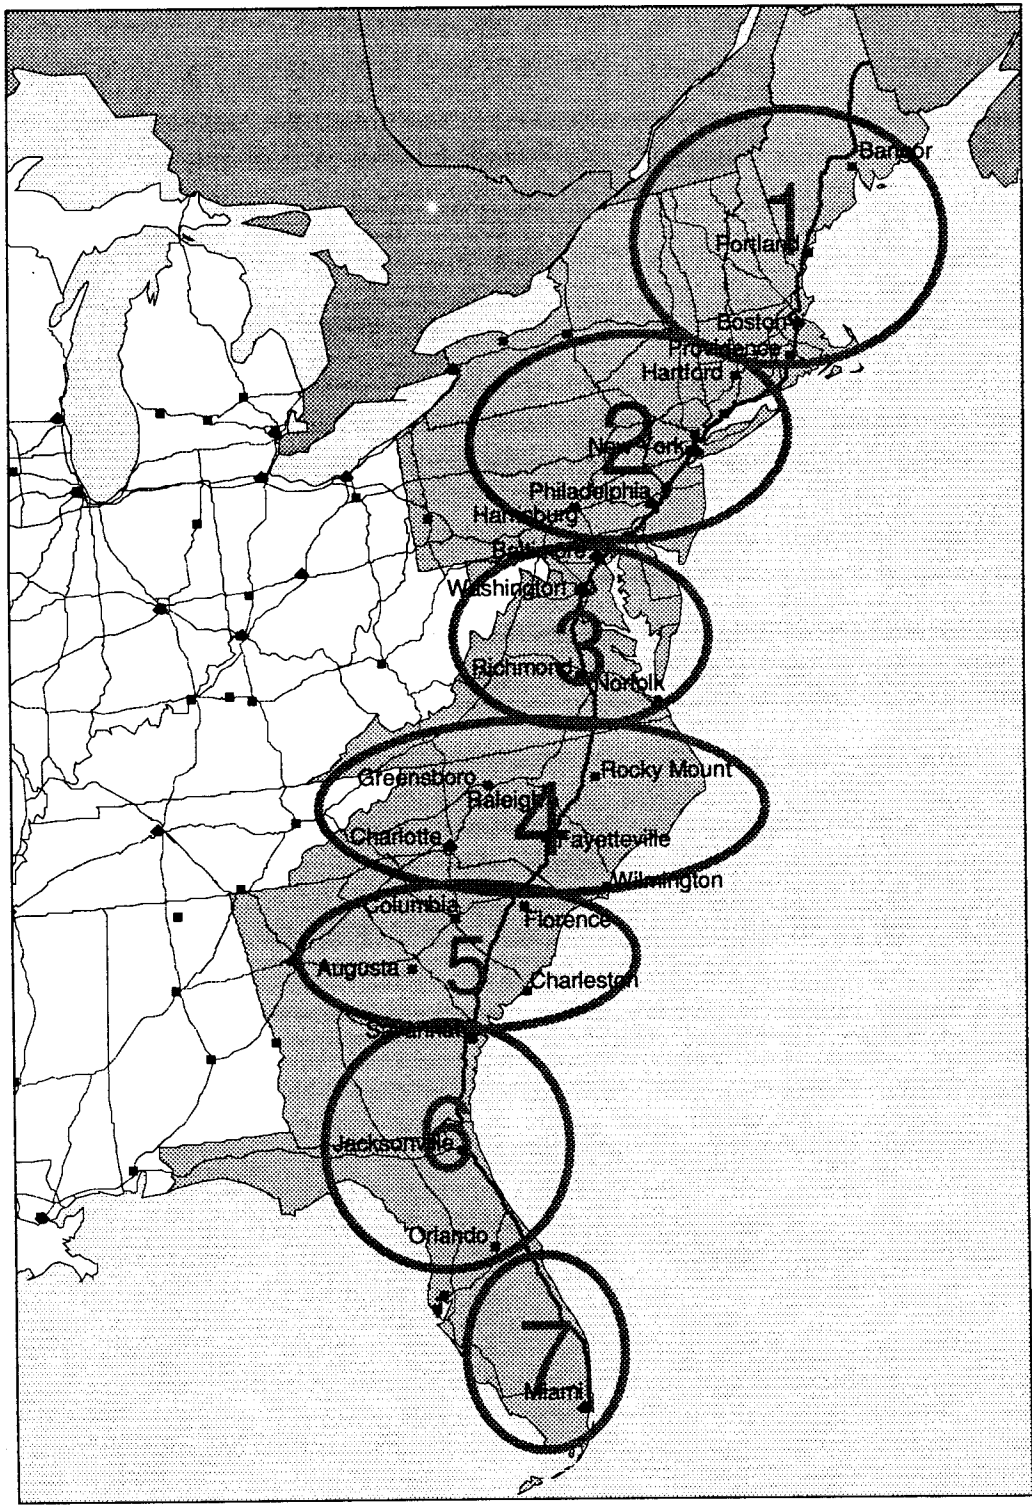 Bangor
1
Portland
Boston
Providence
Hartford
2
New York
Philadelphia
Harrisburg
Baltimore
Washington
3
Richmond
Norfolk
Rocky Mount
Greensboro
Raleigh
4
Charlotte
Fayetteville
Wilmington
Columbia
Florence
5
Augusta
Charleston
Savannah
6
Jacksonville
Orlando
7
Miami